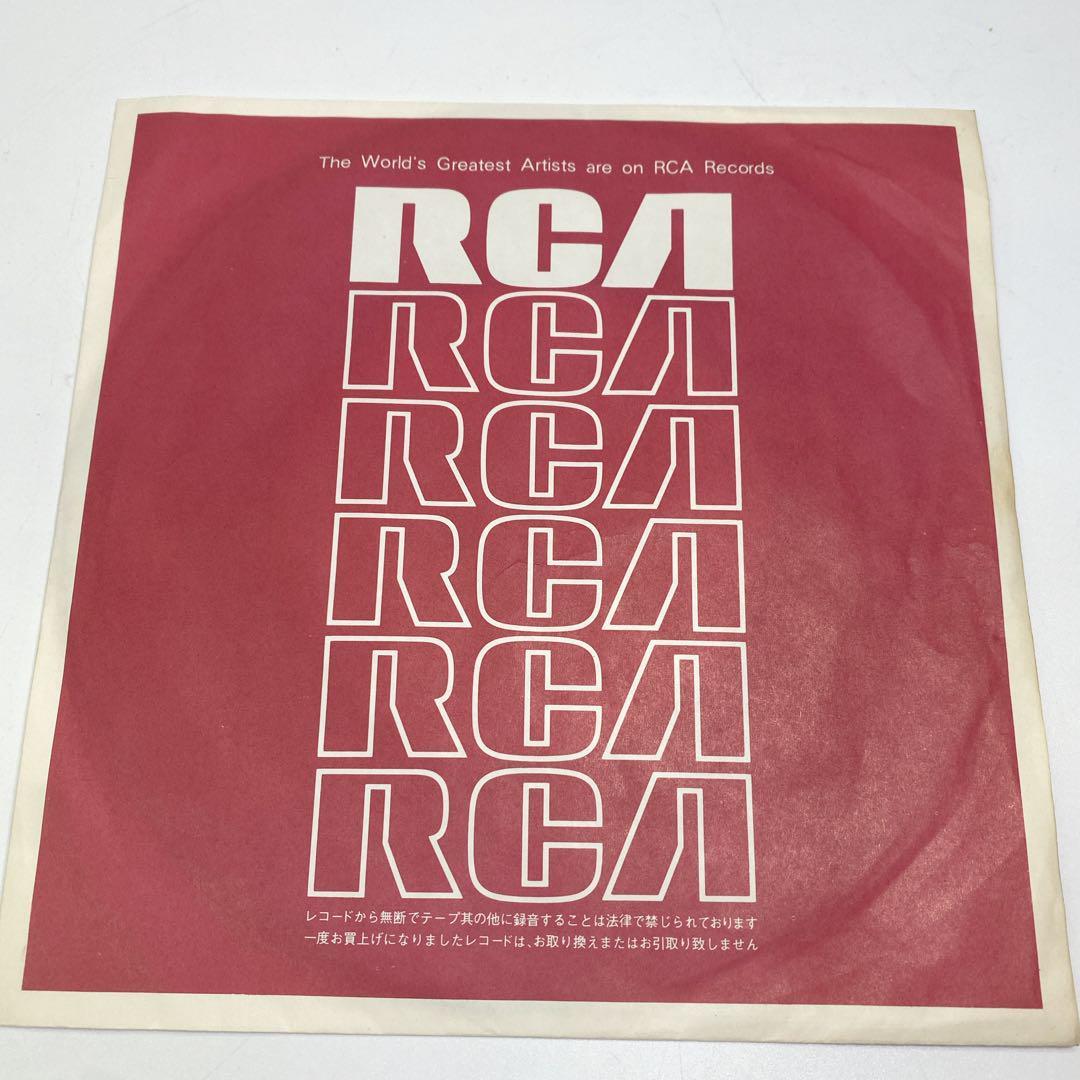 The World's Greatest Artists are on RCA Records
RCA
RCA
RCA
RCA
RCA
RCA
レコードから無断でテープ其の他に録音することは法律で禁じられております
一度お買上げになりましたレコードは、お取り換えまたはお引取り致しません